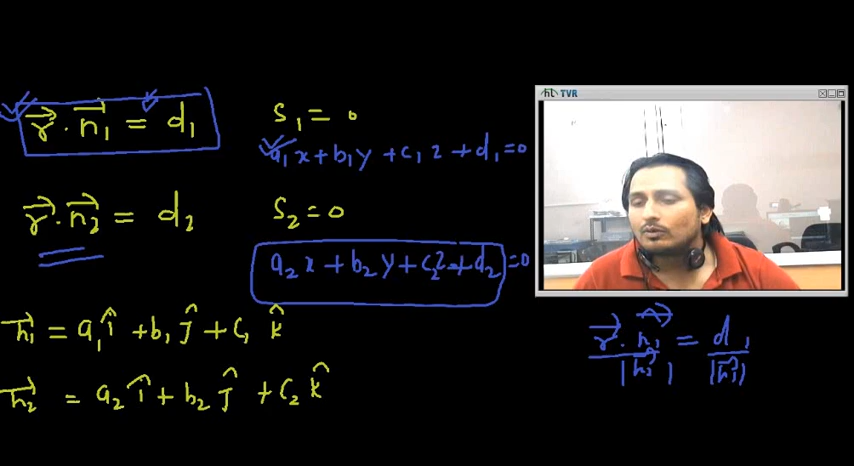 r⃗ . n⃗₁ = d₁
S₁ = 0
a₁x + b₁y + c₁z + d₁ = 0
r⃗ . n⃗₂ = d₂
S₂ = 0
a₂x + b₂y + c₂z + d₂ = 0
n⃗₁ = a₁î + b₁ĵ + c₁k̂
n⃗₂ = a₂î + b₂ĵ + c₂k̂
ht TVR
r⃗ . n⃗₁ = d₁
|n⃗₁| |n⃗₁|